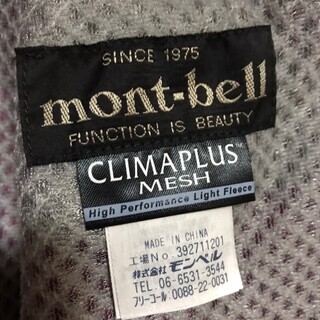 SINCE 1975
mont-bell
FUNCTION IS BEAUTY
CLIMAPLUS
MESH
High Performance Light Fleece
MADE IN CHINA
工場No. 392711201
株式会社モンベル
TEL. 06-6531-3544
フリーコール 0088-22-0031